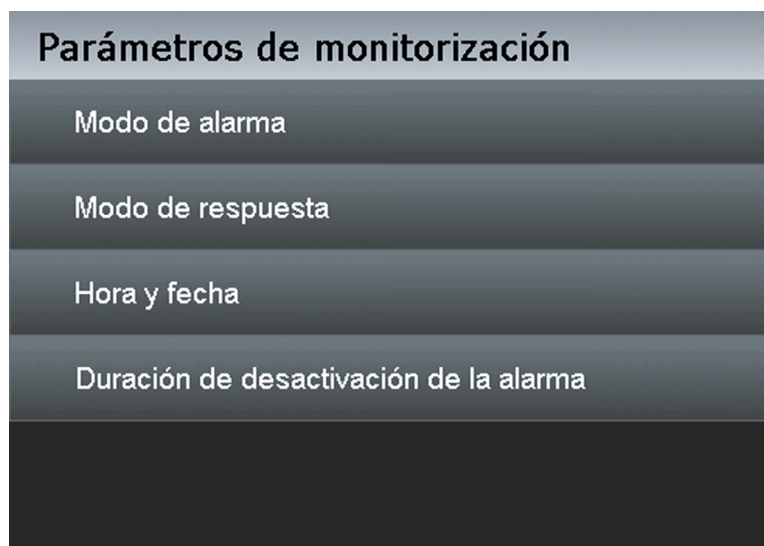 Parámetros de monitorización
Modo de alarma
Modo de respuesta
Hora y fecha
Duración de desactivación de la alarma